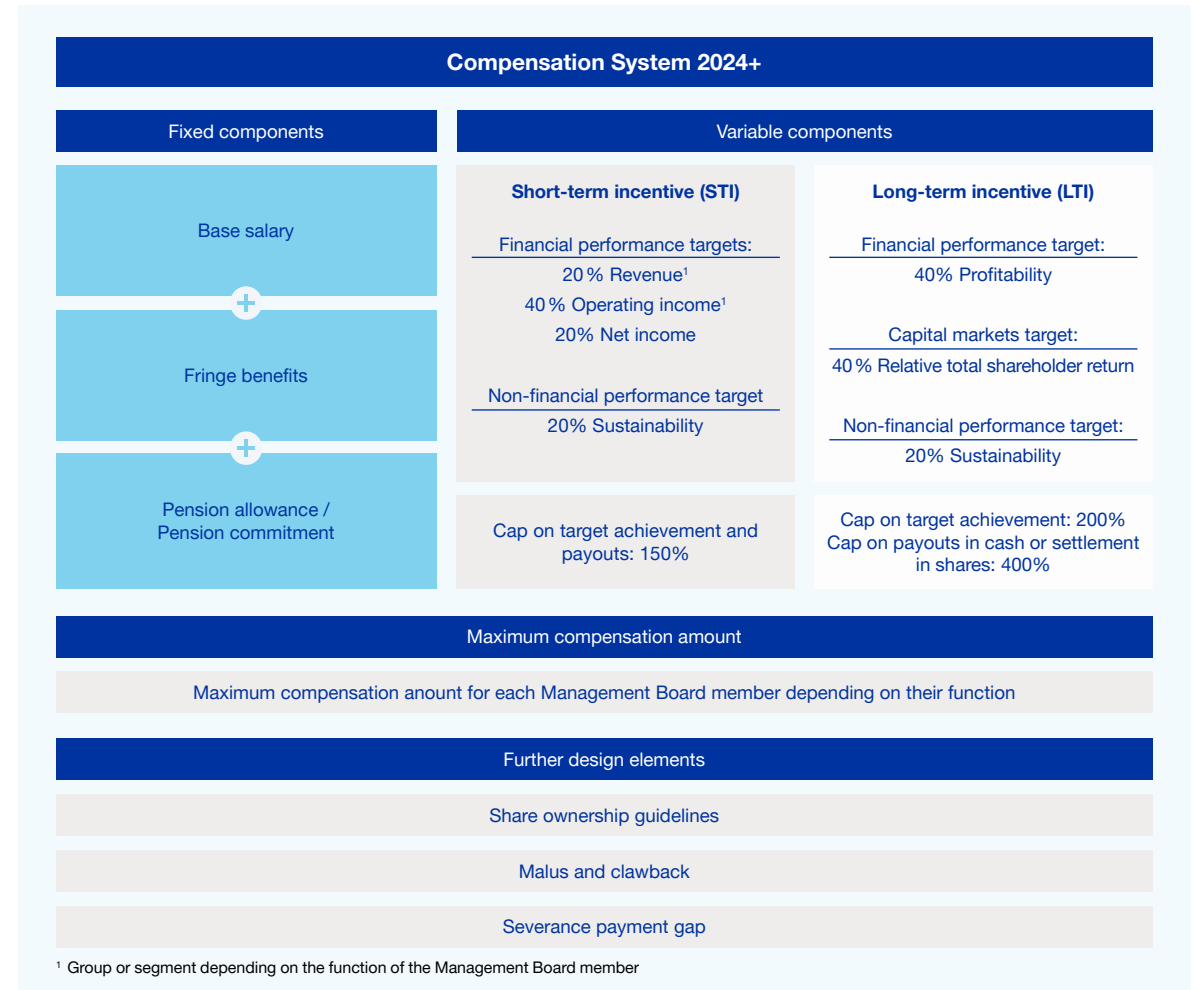 Compensation System 2024+
Fixed components
Variable components
Base salary
Fringe benefits
Pension allowance /
Pension commitment
Short-term incentive (STI)
Financial performance targets:
20 % Revenue¹
40 % Operating income¹
20% Net income
Non-financial performance target
20% Sustainability
Cap on target achievement and
payouts: 150%
Long-term incentive (LTI)
Financial performance target:
40% Profitability
Capital markets target:
40 % Relative total shareholder return
Non-financial performance target:
20% Sustainability
Cap on target achievement: 200%
Cap on payouts in cash or settlement
in shares: 400%
Maximum compensation amount
Maximum compensation amount for each Management Board member depending on their function
Further design elements
Share ownership guidelines
Malus and clawback
Severance payment gap
¹ Group or segment depending on the function of the Management Board member